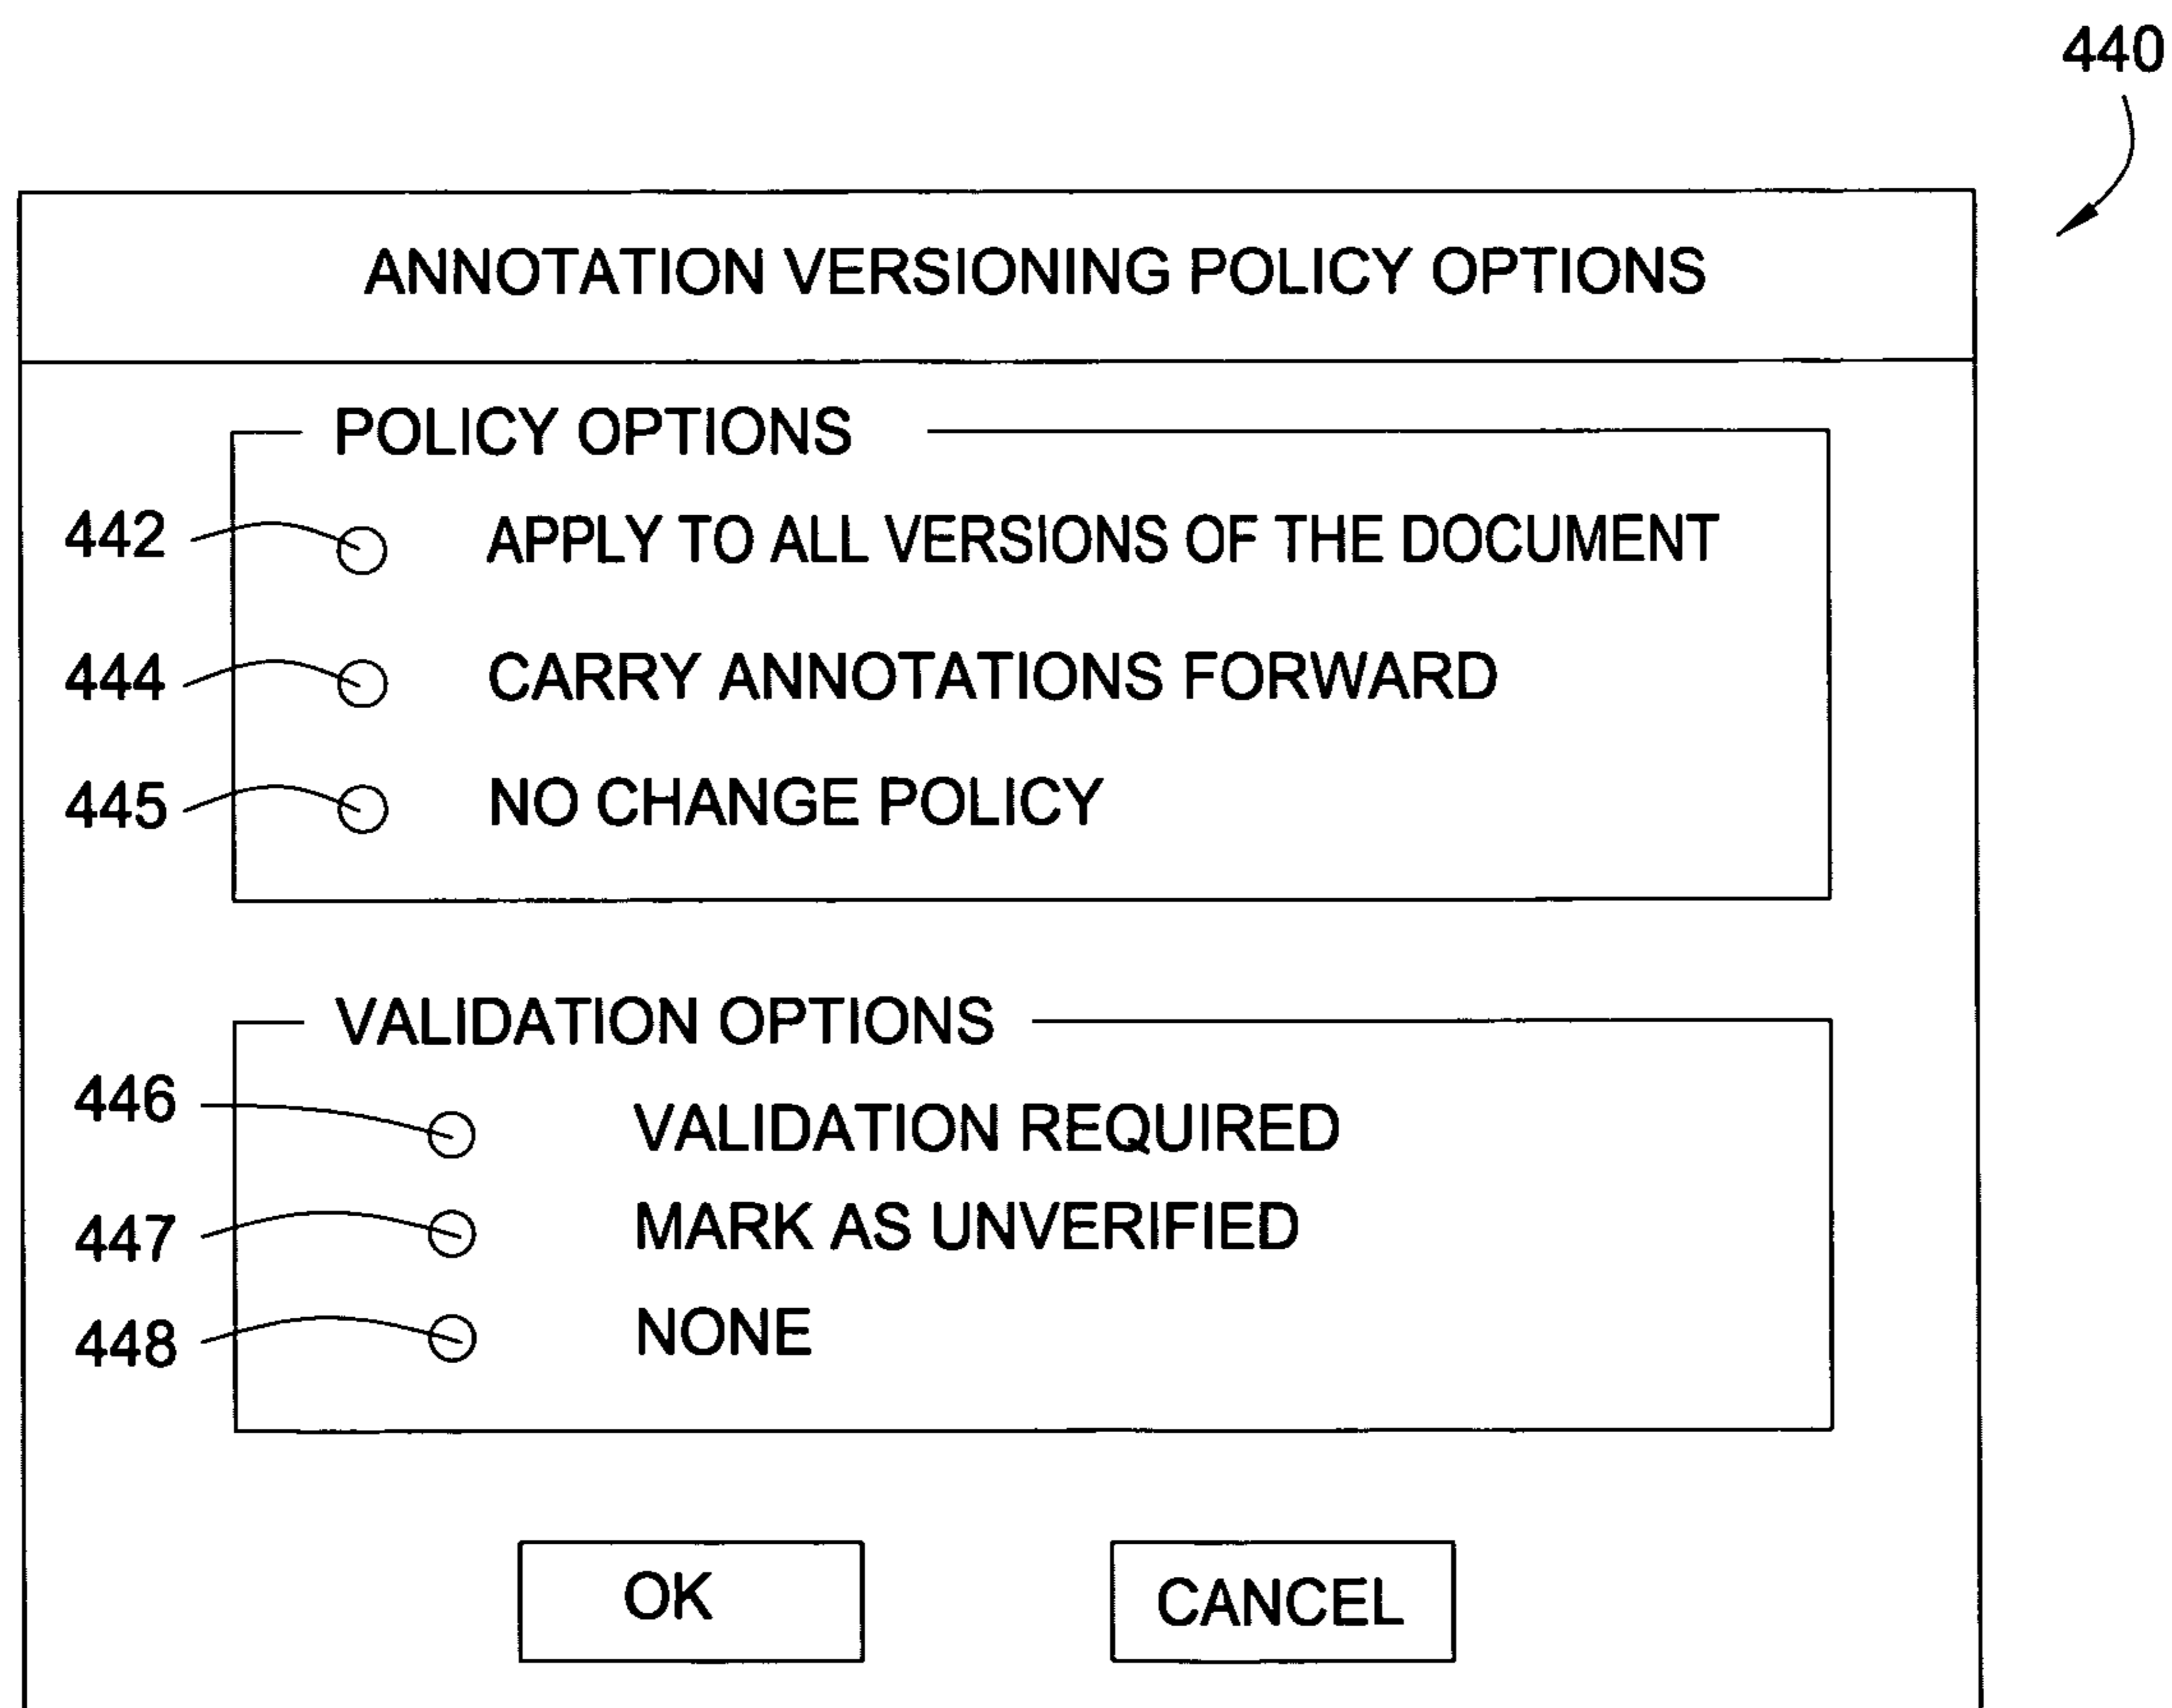 440
ANNOTATION VERSIONING POLICY OPTIONS
POLICY OPTIONS
442 APPLY TO ALL VERSIONS OF THE DOCUMENT
444 CARRY ANNOTATIONS FORWARD
445 NO CHANGE POLICY
VALIDATION OPTIONS
446 VALIDATION REQUIRED
447 MARK AS UNVERIFIED
448 NONE
OK CANCEL